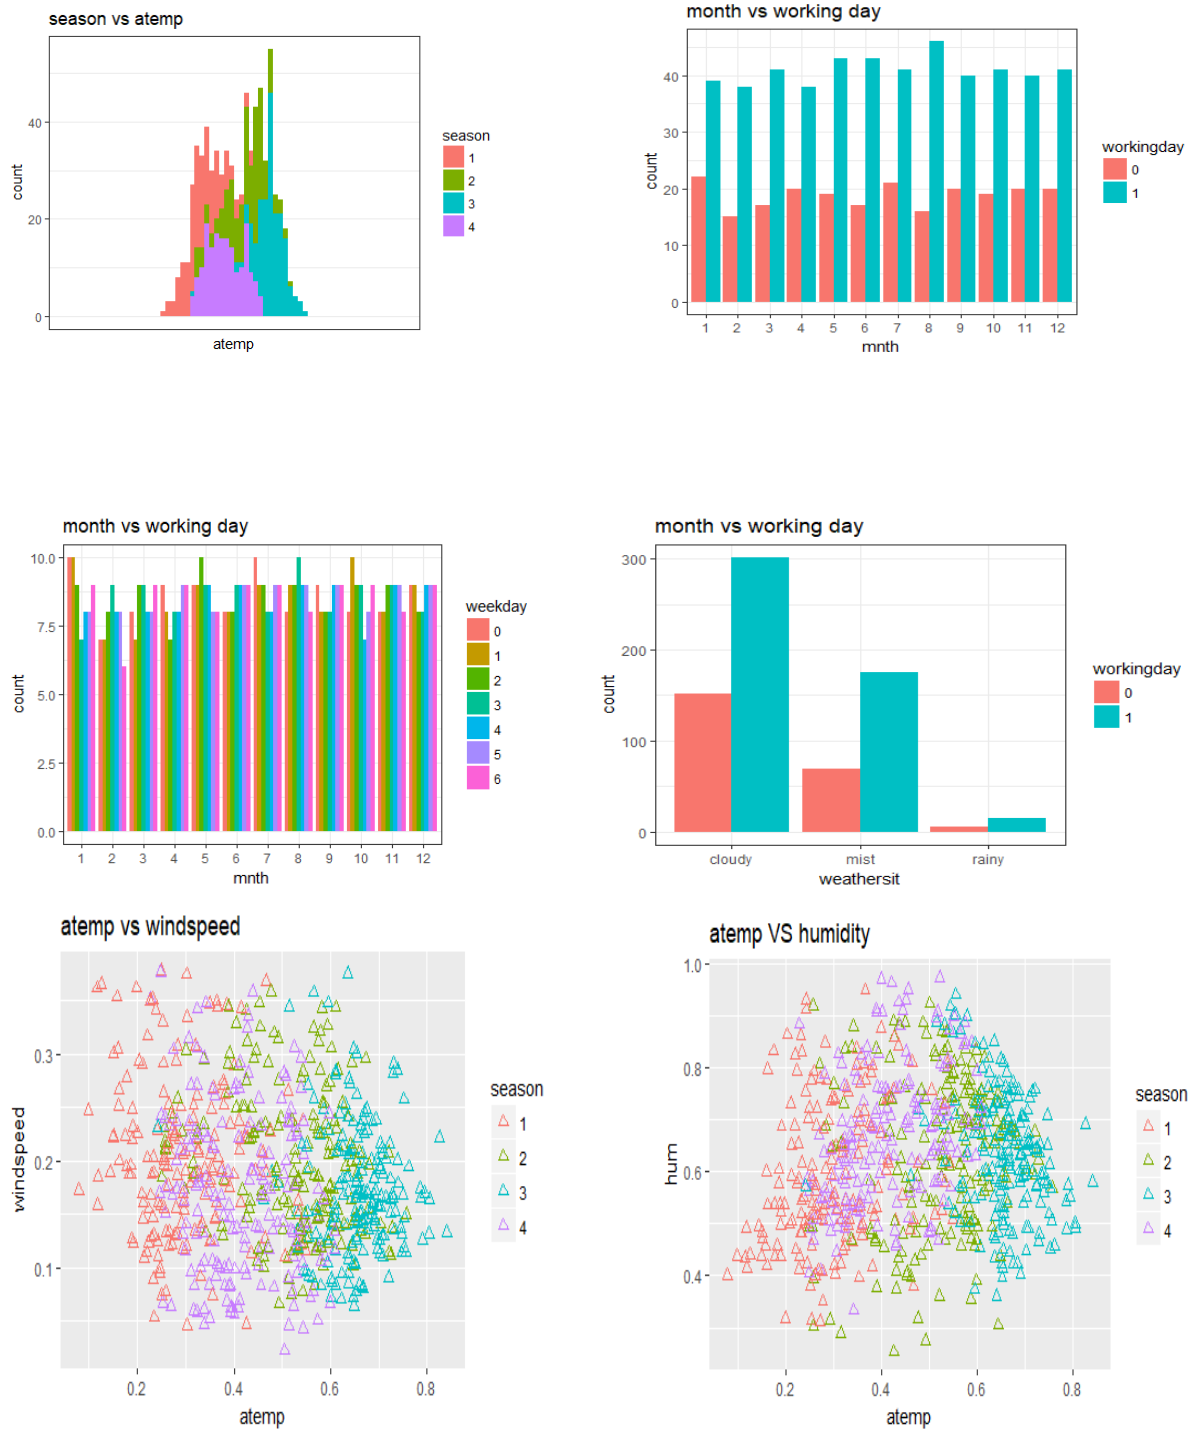 season vs atemp
count
40
20
0
atemp
season
1
2
3
4
month vs working day
count
40
30
20
10
0
1 2 3 4 5 6 7 8 9 10 11 12
mnth
workingday
0
1
month vs working day
count
10.0
7.5
5.0
2.5
0.0
1 2 3 4 5 6 7 8 9 10 11 12
mnth
weekday
0
1
2
3
4
5
6
month vs working day
count
300
200
100
0
cloudy mist rainy
weathersit
workingday
0
1
atemp vs windspeed
windspeed
0.3
0.2
0.1
0.2 0.4 0.6 0.8
atemp
season
1
2
3
4
atemp VS humidity
hum
1.0
0.8
0.6
0.4
0.2 0.4 0.6 0.8
atemp
season
1
2
3
4